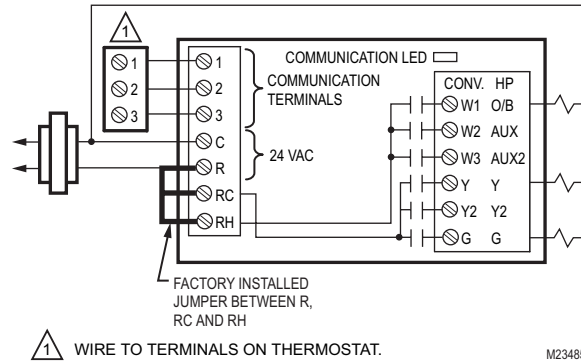 1
COMMUNICATION LED
1
2
3
1
2
3
COMMUNICATION
TERMINALS
C
R
RC
RH
24 VAC
CONV. HP
W1 O/B
W2 AUX
W3 AUX2
Y Y
Y2 Y2
G G
FACTORY INSTALLED
JUMPER BETWEEN R,
RC AND RH
1 WIRE TO TERMINALS ON THERMOSTAT.